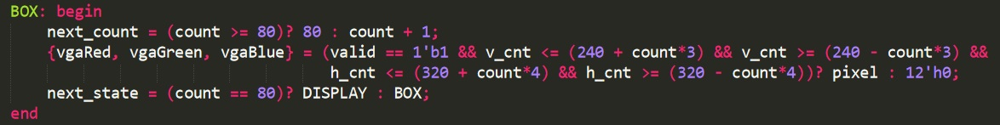 BOX: begin
    next_count = (count >= 80)? 80 : count + 1;
    {vgaRed, vgaGreen, vgaBlue} = (valid == 1'b1 && v_cnt <= (240 + count*3) && v_cnt >= (240 - count*3) &&
                                   h_cnt <= (320 + count*4) && h_cnt >= (320 - count*4))? pixel : 12'h0;
    next_state = (count == 80)? DISPLAY : BOX;
end